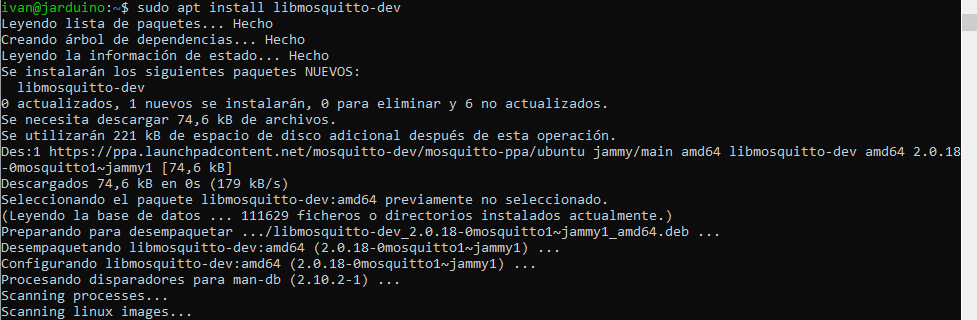 ivan@jarduino:~$ sudo apt install libmosquitto-dev
Leyendo lista de paquetes... Hecho
Creando árbol de dependencias... Hecho
Leyendo la información de estado... Hecho
Se instalarán los siguientes paquetes NUEVOS:
  libmosquitto-dev
0 actualizados, 1 nuevos se instalarán, 0 para eliminar y 6 no actualizados.
Se necesita descargar 74,6 kB de archivos.
Se utilizarán 221 kB de espacio de disco adicional después de esta operación.
Des:1 https://ppa.launchpadcontent.net/mosquitto-dev/mosquitto-ppa/ubuntu jammy/main amd64 libmosquitto-dev amd64 2.0.18
-0mosquitto1~jammy1 [74,6 kB]
Descargados 74,6 kB en 0s (179 kB/s)
Seleccionando el paquete libmosquitto-dev:amd64 previamente no seleccionado.
(Leyendo la base de datos ... 111629 ficheros o directorios instalados actualmente.)
Preparando para desempaquetar .../libmosquitto-dev_2.0.18-0mosquitto1~jammy1_amd64.deb ...
Desempaquetando libmosquitto-dev:amd64 (2.0.18-0mosquitto1~jammy1) ...
Configurando libmosquitto-dev:amd64 (2.0.18-0mosquitto1~jammy1) ...
Procesando disparadores para man-db (2.10.2-1) ...
Scanning processes...
Scanning linux images...